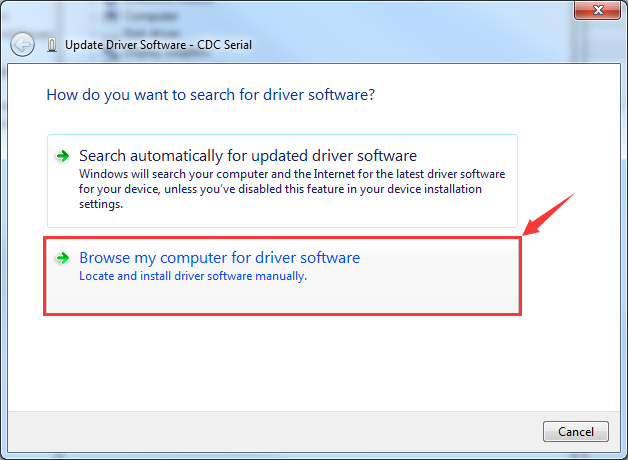 Computer
Update Driver Software - CDC Serial
How do you want to search for driver software?
Search automatically for updated driver software
Windows will search your computer and the Internet for the latest driver software
for your device, unless you've disabled this feature in your device installation
settings.
Browse my computer for driver software
Locate and install driver software manually.
Cancel